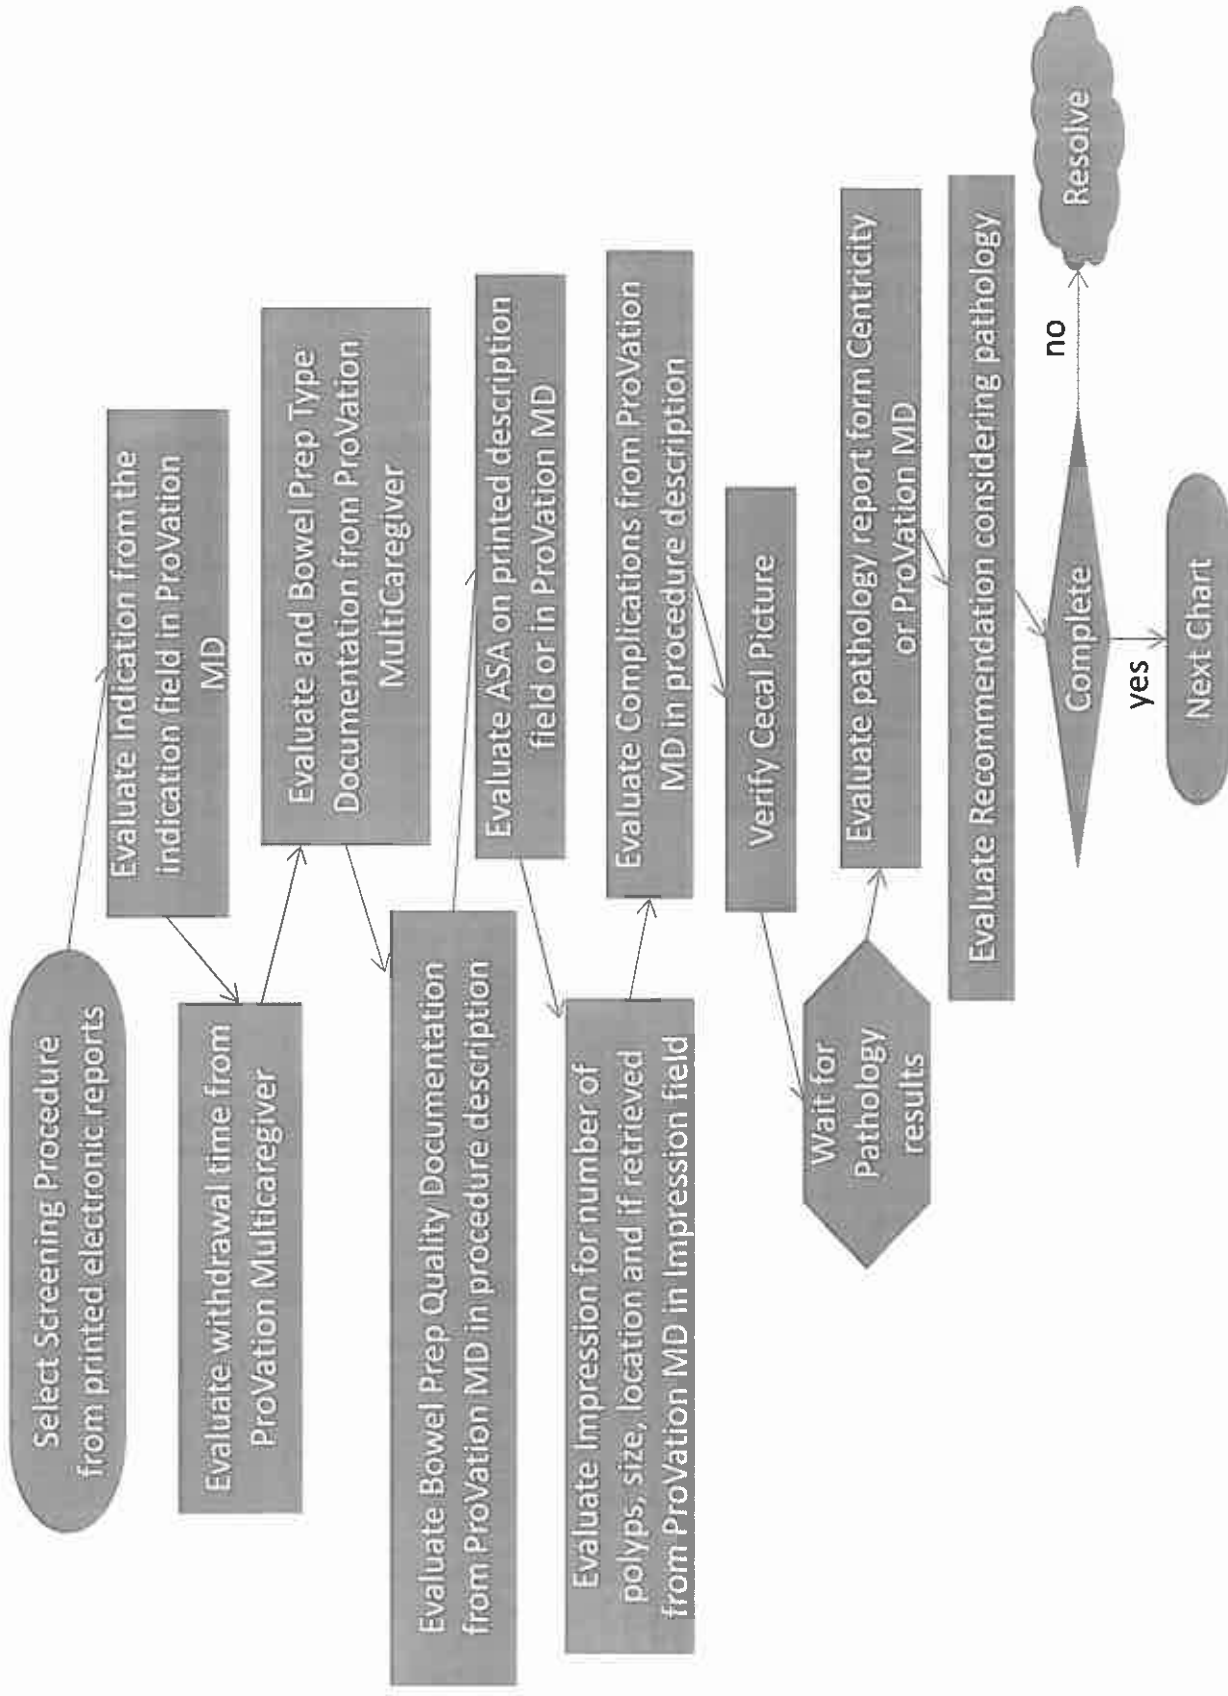 Select Screening Procedure
from printed electronic reports
Evaluate Indication from the
indication field in ProVation
MD
Evaluate withdrawal time from
ProVation Multicaregiver
Evaluate and Bowel Prep Type
Documentation from ProVation
MultiCaregiver
Evaluate Bowel Prep Quality Documentation
from ProVation MD in procedure description
Evaluate ASA on printed description
field or in ProVation MD
Evaluate Impression for number of
polyps, size, location and if retrieved
from ProVation MD in Impression field
Evaluate Complications from ProVation
MD in procedure description
Verify Cecal Picture
Wait for
Pathology
results
Evaluate pathology report form Centricity
or ProVation MD
Evaluate Recommendation considering pathology
Complete
no
Resolve
yes
Next Chart